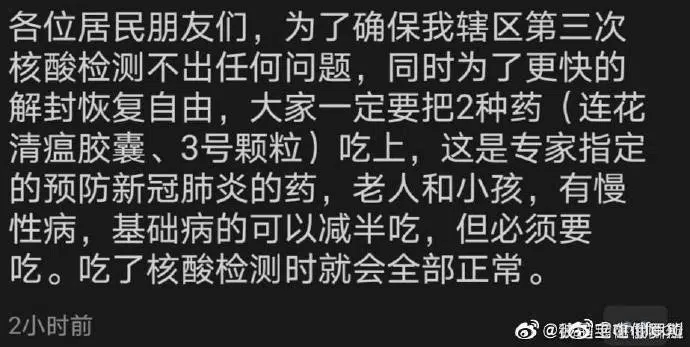 各位居民朋友们，为了确保我辖区第三次
核酸检测不出任何问题，同时为了更快的
解封恢复自由，大家一定要把2种药（连花
清瘟胶囊、3号颗粒）吃上，这是专家指定
的预防新冠肺炎的药，老人和小孩，有慢
性病，基础病的可以减半吃，但必须要
吃。吃了核酸检测时就会全部正常。
2小时前